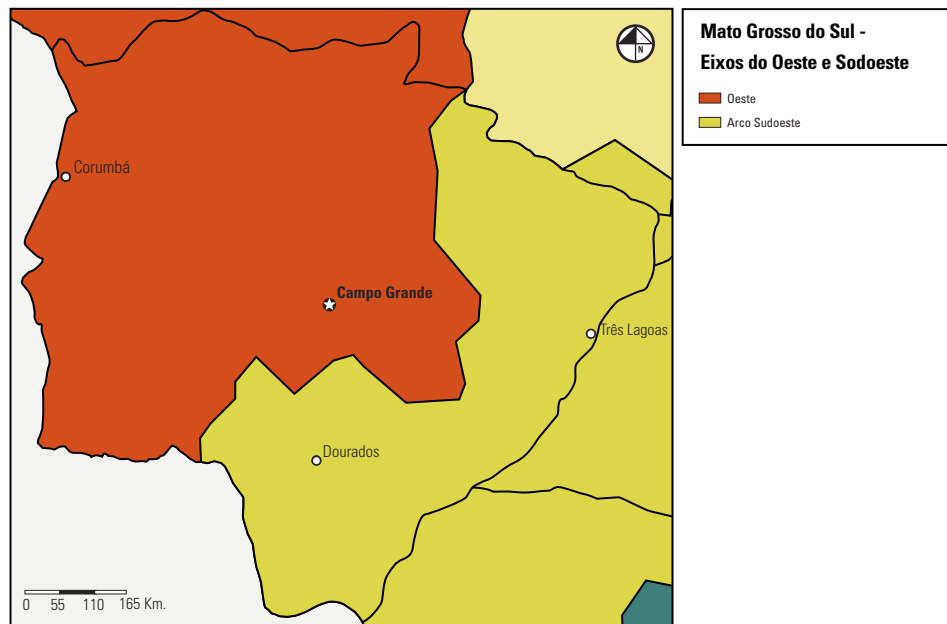 Mato Grosso do Sul -
Eixos do Oeste e Sodoeste
Oeste
Arco Sudoeste
N
Corumbá
Campo Grande
Três Lagoas
Dourados
0 55 110 165 Km.